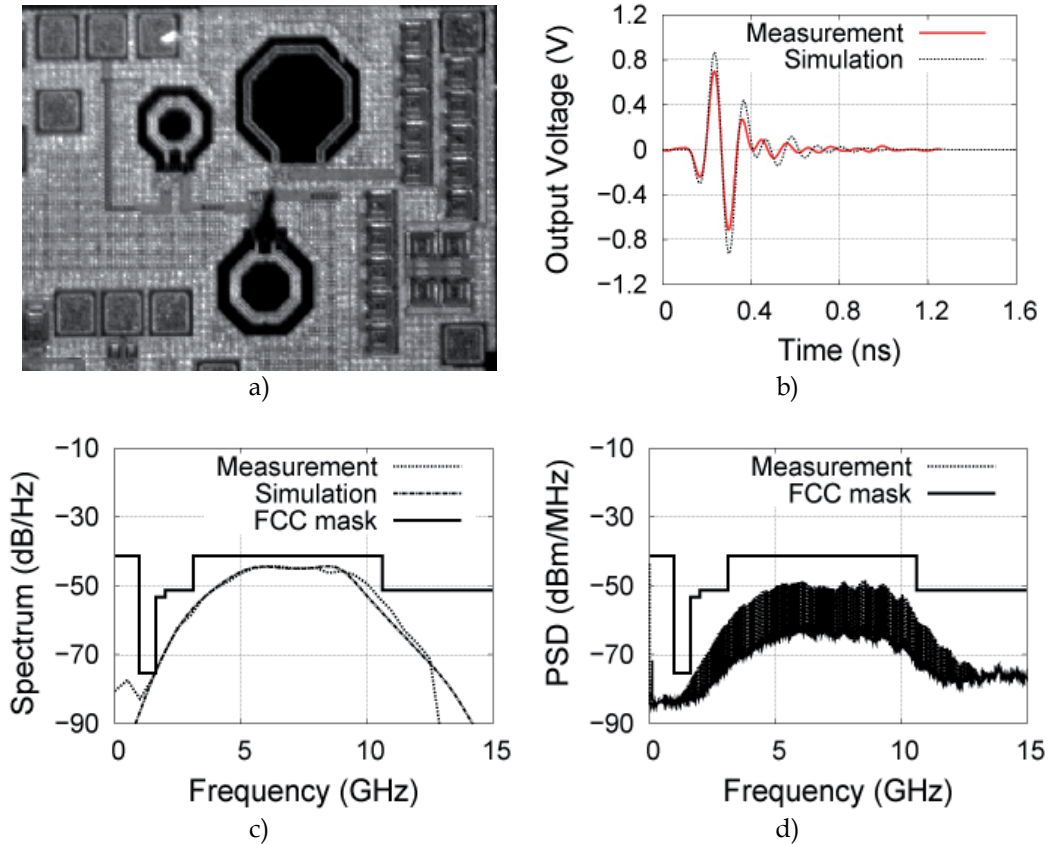 a)
Output Voltage (V)
1.2
0.8
0.4
0
−0.4
−0.8
−1.2
Measurement
Simulation
0 0.4 0.8 1.2 1.6
Time (ns)
b)
Spectrum (dB/Hz)
−10
−30
−50
−70
−90
Measurement
Simulation
FCC mask
0 5 10 15
Frequency (GHz)
c)
PSD (dBm/MHz)
−10
−30
−50
−70
−90
Measurement
FCC mask
0 5 10 15
Frequency (GHz)
d)